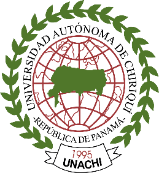 UNIVERSIDAD AUTÓNOMA DE CHIRIQUÍ
-REPÚBLICA DE PANAMÁ-
1995
UNACHI